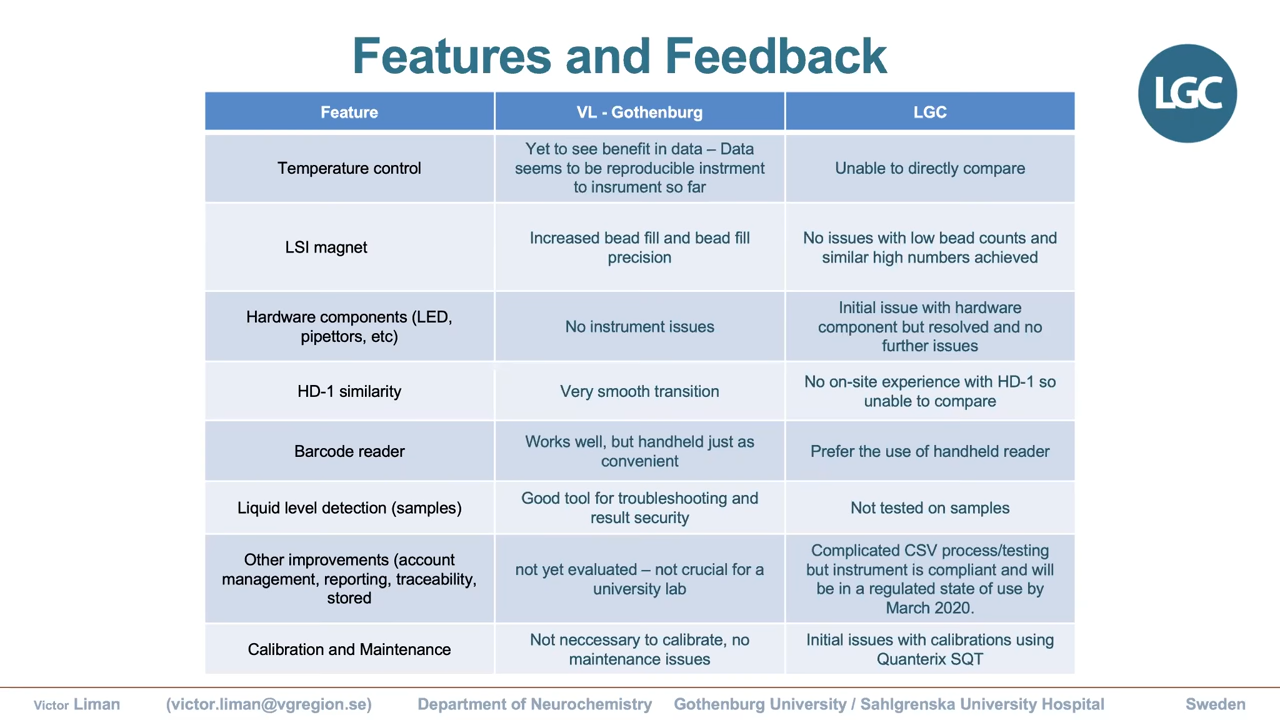 Features and Feedback
LGC
Feature
VL - Gothenburg
LGC
Temperature control
Yet to see benefit in data – Data
seems to be reproducible instrment
to insrument so far
Unable to directly compare
LSI magnet
Increased bead fill and bead fill
precision
No issues with low bead counts and
similar high numbers achieved
Hardware components (LED,
pipettors, etc)
No instrument issues
Initial issue with hardware
component but resolved and no
further issues
HD-1 similarity
Very smooth transition
No on-site experience with HD-1 so
unable to compare
Barcode reader
Works well, but handheld just as
convenient
Prefer the use of handheld reader
Liquid level detection (samples)
Good tool for troubleshooting and
result security
Not tested on samples
Other improvements (account
management, reporting, traceability,
stored
not yet evaluated – not crucial for a
university lab
Complicated CSV process/testing
but instrument is compliant and will
be in a regulated state of use by
March 2020.
Calibration and Maintenance
Not neccessary to calibrate, no
maintenance issues
Initial issues with calibrations using
Quanterix SQT
Victor Liman (victor.liman@vgregion.se) Department of Neurochemistry Gothenburg University / Sahlgrenska University Hospital Sweden